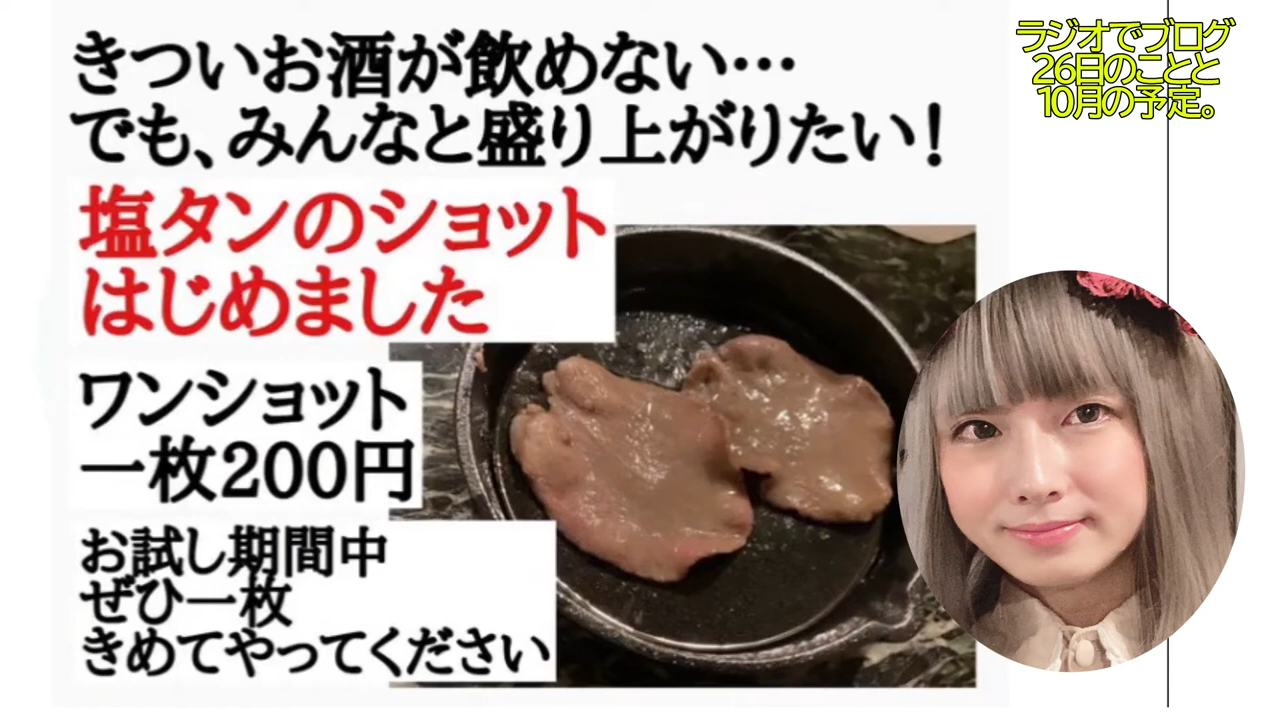 きついお酒が飲めない…
でも、みんなと盛り上がりたい！
塩タンのショット
はじめました
ワンショット
一枚200円
お試し期間中
ぜひ一枚
きめてやってください
ラジオでブログ
26日のことと
10月の予定。